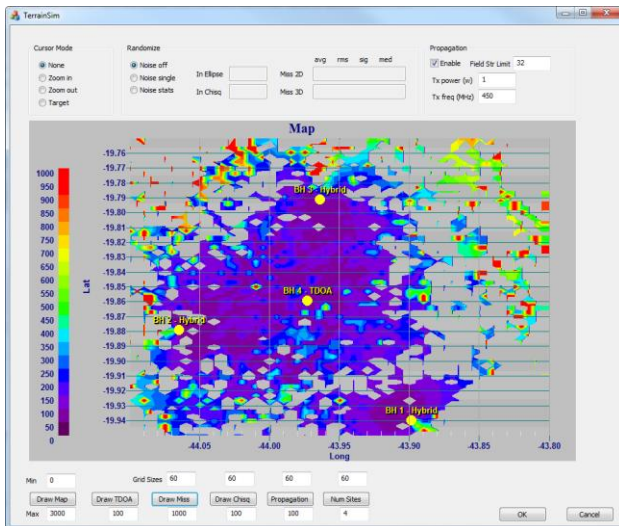 TerrainSim
Cursor Mode
None
Zoom in
Zoom out
Target
Randomize
Noise off
Noise single
Noise stats
In Ellipse
In Chisq
avg rms sig med
Miss 2D
Miss 3D
Propagation
Enable Field Str Limit 32
Tx power (w) 1
Tx freq (MHz) 450
Map
1000
950
900
850
800
750
700
650
600
550
500
450
400
350
300
250
200
150
100
50
0
Lat
-19.76
-19.77
-19.78
-19.79
-19.80
-19.81
-19.82
-19.83
-19.84
-19.85
-19.86
-19.87
-19.88
-19.89
-19.90
-19.91
-19.92
-19.93
-19.94
BH 3 - Hybrid
BH 4 - TDOA
BH 2 - Hybrid
BH 1 - Hybrid
-44.05 -44.00 -43.95 -43.90 -43.85 -43.80
Long
Min 0 Grid Sizes 60 60 60 60
Draw Map Draw TDOA Draw Miss Draw Chisq Propagation Num Sites
Max 3000 100 1000 100 100 4
OK Cancel